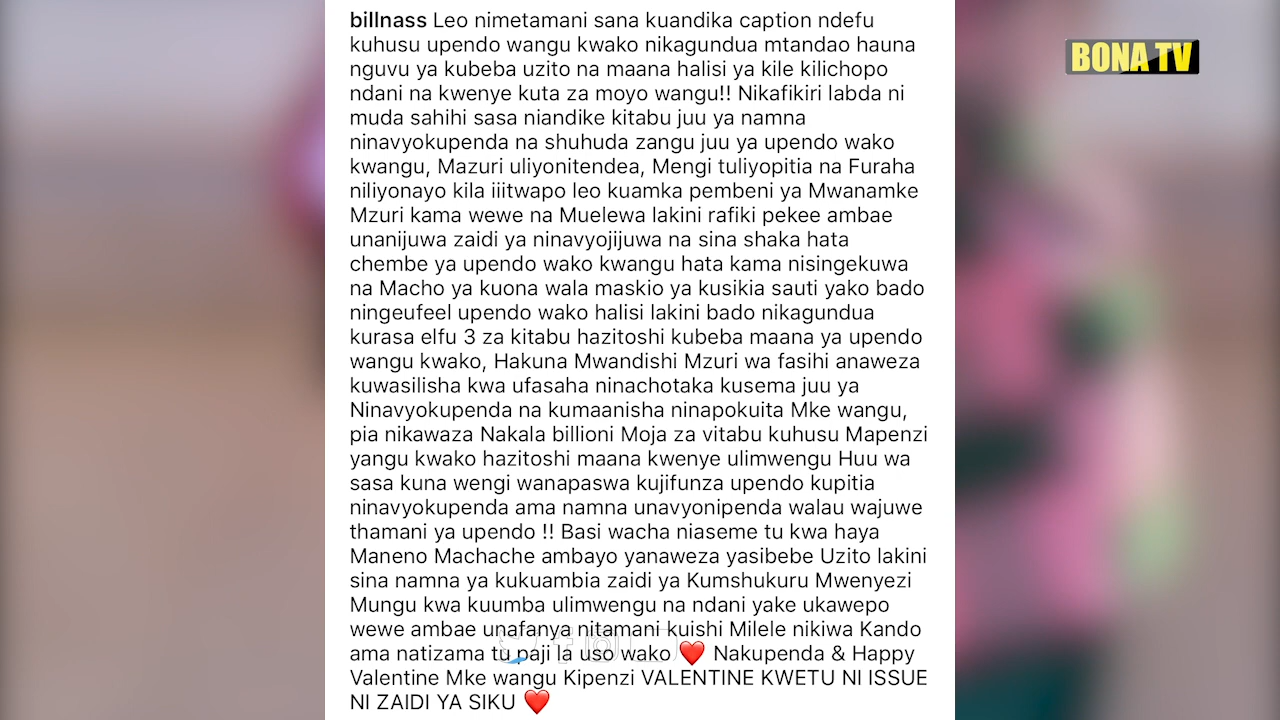 billnass Leo nimetamani sana kuandika caption ndefu
kuhusu upendo wangu kwako nikagundua mtandao hauna
nguvu ya kubeba uzito na maana halisi ya kile kilichopo
ndani na kwenye kuta za moyo wangu!! Nikafikiri labda ni
muda sahihi sasa niandike kitabu juu ya namna
ninavyokupenda na shuhuda zangu juu ya upendo wako
kwangu, Mazuri uliyonitendea, Mengi tuliyopitia na Furaha
niliyonayo kila iiitwapo leo kuamka pembeni ya Mwanamke
Mzuri kama wewe na Muelewa lakini rafiki pekee ambae
unanijuwa zaidi ya ninavyojijuwa na sina shaka hata
chembe ya upendo wako kwangu hata kama nisingekuwa
na Macho ya kuona wala maskio ya kusikia sauti yako bado
ningeufeel upendo wako halisi lakini bado nikagundua
kurasa elfu 3 za kitabu hazitoshi kubeba maana ya upendo
wangu kwako, Hakuna Mwandishi Mzuri wa fasihi anaweza
kuwasilisha kwa ufasaha ninachotaka kusema juu ya
Ninavyokupenda na kumaanisha ninapokuita Mke wangu,
pia nikawaza Nakala billioni Moja za vitabu kuhusu Mapenzi
yangu kwako hazitoshi maana kwenye ulimwengu Huu wa
sasa kuna wengi wanapaswa kujifunza upendo kupitia
ninavyokupenda ama namna unavyonipenda walau wajuwe
thamani ya upendo !! Basi wacha niaseme tu kwa haya
Maneno Machache ambayo yanaweza yasibebe Uzito lakini
sina namna ya kukuambia zaidi ya Kumshukuru Mwenyezi
Mungu kwa kuumba ulimwengu na ndani yake ukawepo
wewe ambae unafanya nitamani kuishi Milele nikiwa Kando
ama natizama tu paji la uso wako ❤️ Nakupenda & Happy
Valentine Mke wangu Kipenzi VALENTINE KWETU NI ISSUE
NI ZAIDI YA SIKU ❤️
BONA TV